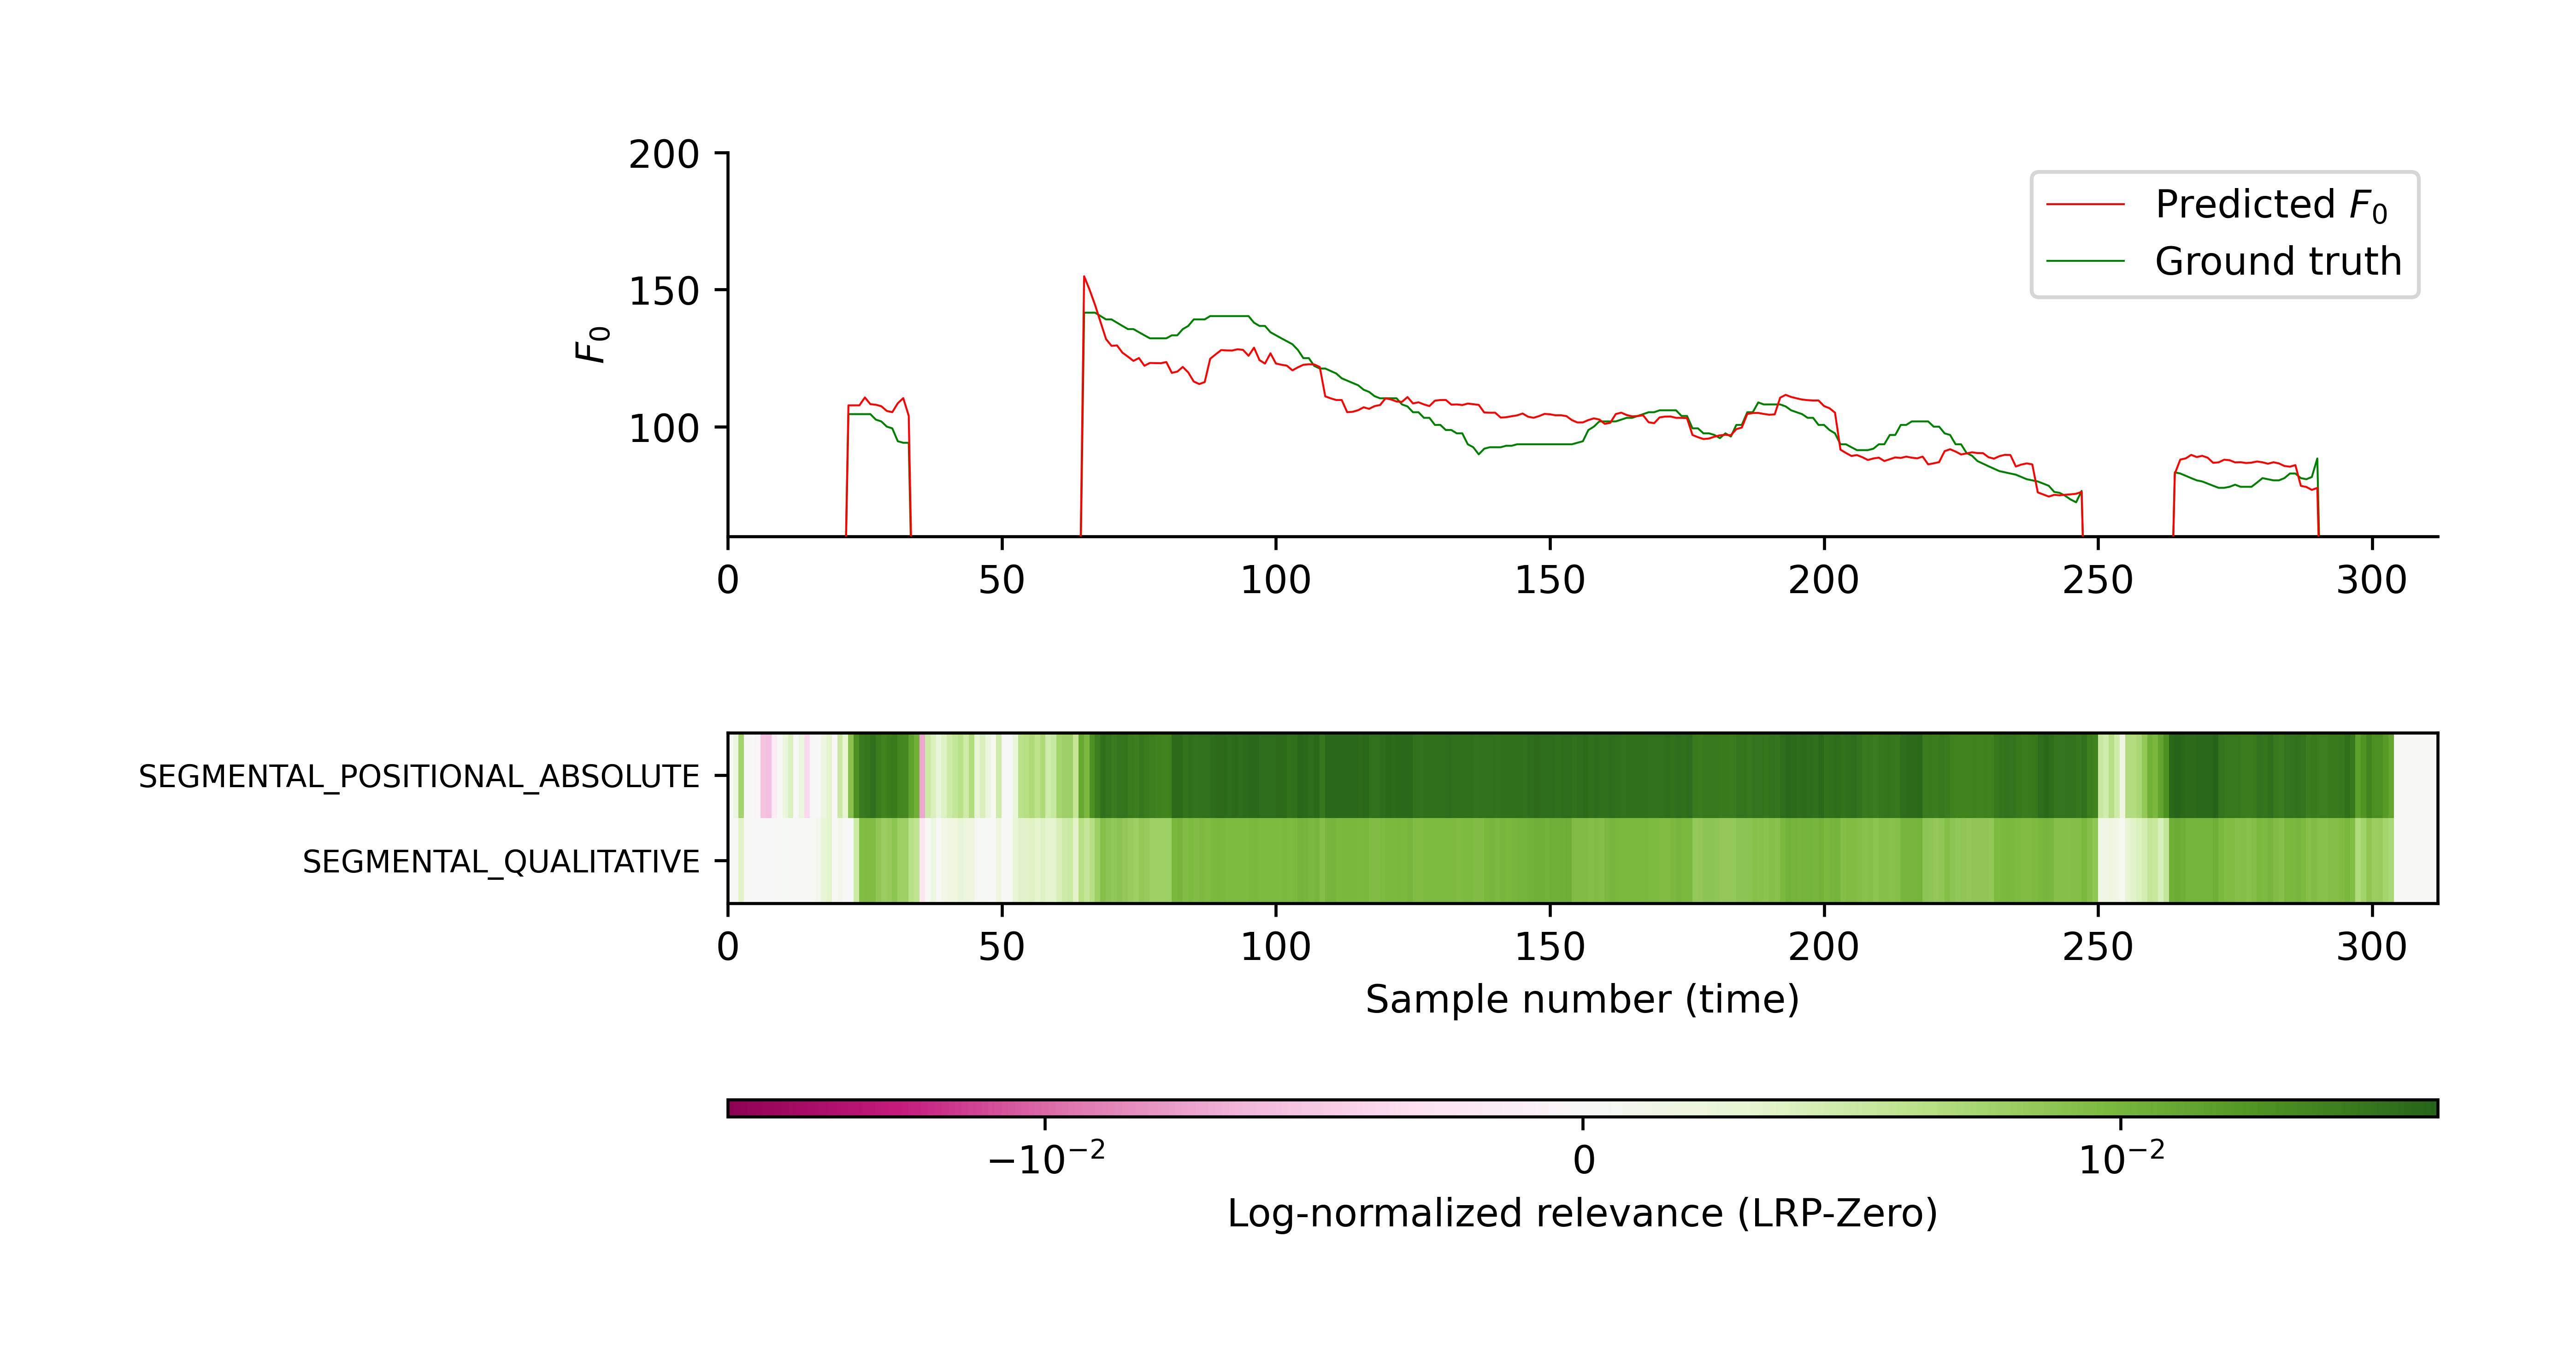 200
150
100
F0
Predicted F0
Ground truth
0 50 100 150 200 250 300
SEGMENTAL_POSITIONAL_ABSOLUTE
SEGMENTAL_QUALITATIVE
0 50 100 150 200 250 300
Sample number (time)
−10−2 0 10−2
Log-normalized relevance (LRP-Zero)